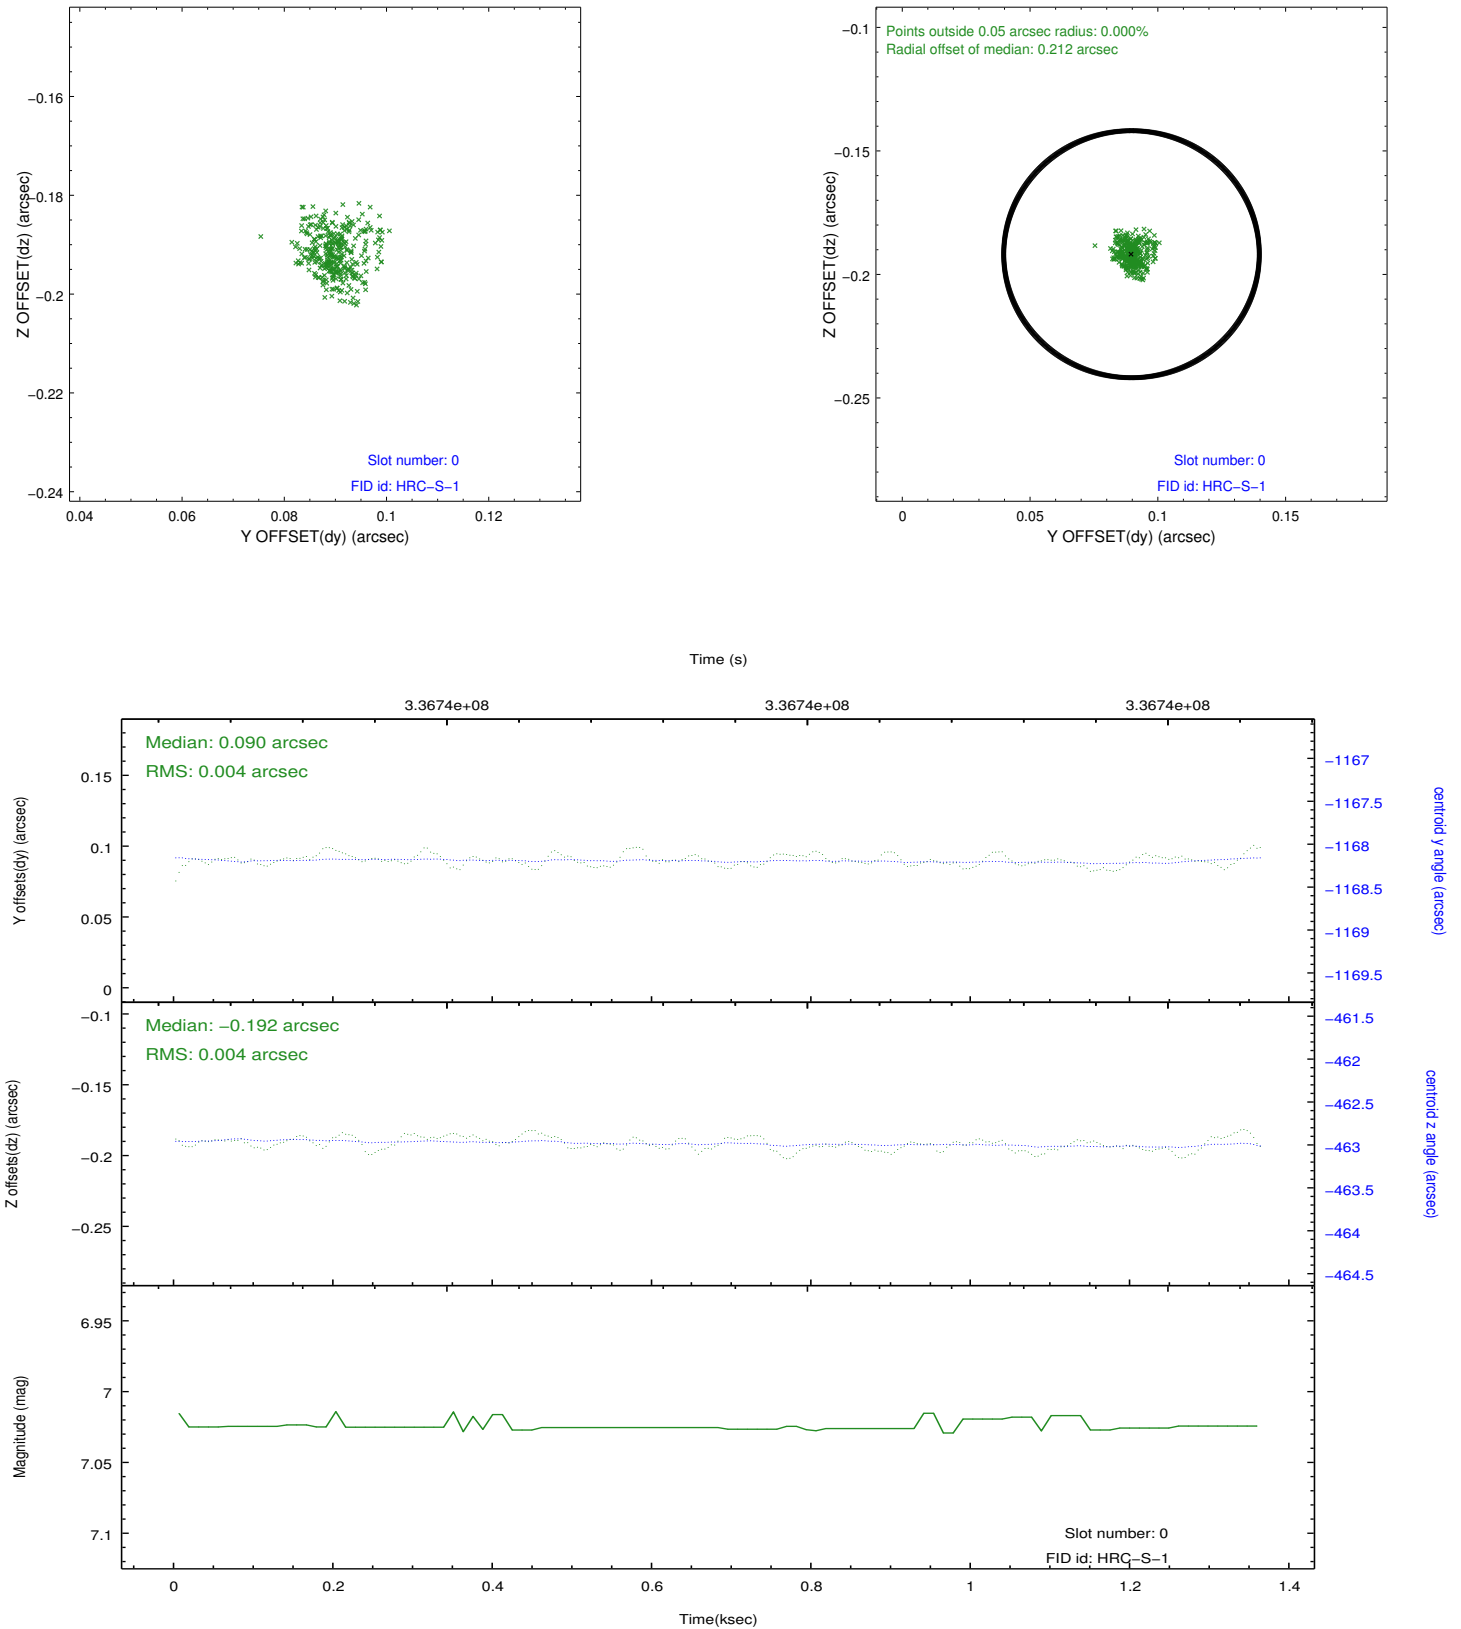 −0.16
−0.18
−0.2
−0.22
−0.24
Z OFFSET(dz) (arcsec)
Slot number: 0
FID id: HRC−S−1
0.04 0.06 0.08 0.1 0.12
Y OFFSET(dy) (arcsec)
Points outside 0.05 arcsec radius: 0.000%
Radial offset of median: 0.212 arcsec
−0.1
−0.15
−0.2
−0.25
Z OFFSET(dz) (arcsec)
Slot number: 0
FID id: HRC−S−1
0 0.05 0.1 0.15
Y OFFSET(dy) (arcsec)
Time (s)
3.3674e+08 3.3674e+08 3.3674e+08
Median: 0.090 arcsec
RMS: 0.004 arcsec
0.15
0.1
0.05
0
Y offsets(dy) (arcsec)
−1167
−1167.5
−1168
−1168.5
−1169
−1169.5
centroid y angle (arcsec)
Median: −0.192 arcsec
RMS: 0.004 arcsec
−0.1
−0.15
−0.2
−0.25
Z offsets(dz) (arcsec)
−461.5
−462
−462.5
−463
−463.5
−464
−464.5
centroid z angle (arcsec)
6.95
7
7.05
7.1
Magnitude (mag)
Slot number: 0
FID id: HRC−S−1
0 0.2 0.4 0.6 0.8 1 1.2 1.4
Time(ksec)